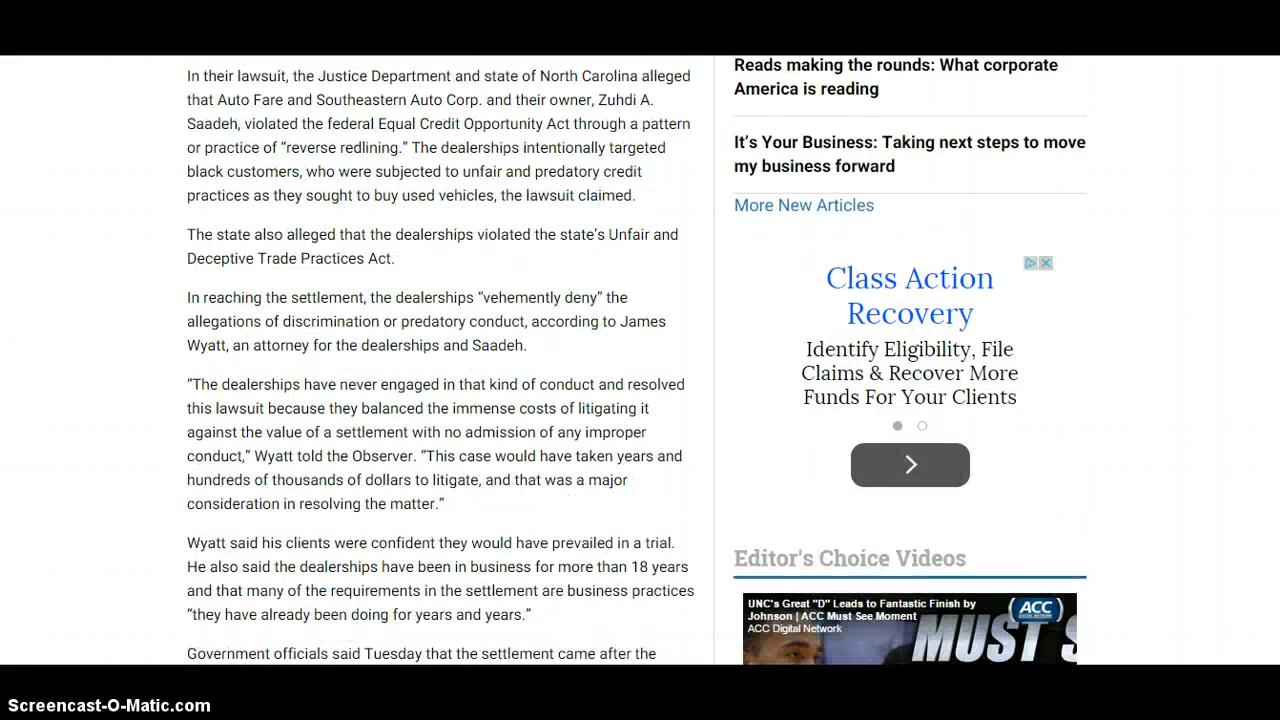 In their lawsuit, the Justice Department and state of North Carolina alleged
that Auto Fare and Southeastern Auto Corp. and their owner, Zuhdi A.
Saadeh, violated the federal Equal Credit Opportunity Act through a pattern
or practice of “reverse redlining.” The dealerships intentionally targeted
black customers, who were subjected to unfair and predatory credit
practices as they sought to buy used vehicles, the lawsuit claimed.
The state also alleged that the dealerships violated the state’s Unfair and
Deceptive Trade Practices Act.
In reaching the settlement, the dealerships “vehemently deny” the
allegations of discrimination or predatory conduct, according to James
Wyatt, an attorney for the dealerships and Saadeh.
“The dealerships have never engaged in that kind of conduct and resolved
this lawsuit because they balanced the immense costs of litigating it
against the value of a settlement with no admission of any improper
conduct,” Wyatt told the Observer. “This case would have taken years and
hundreds of thousands of dollars to litigate, and that was a major
consideration in resolving the matter.”
Wyatt said his clients were confident they would have prevailed in a trial.
He also said the dealerships have been in business for more than 18 years
and that many of the requirements in the settlement are business practices
“they have already been doing for years and years.”
Government officials said Tuesday that the settlement came after the
Reads making the rounds: What corporate
America is reading
It’s Your Business: Taking next steps to move
my business forward
More New Articles
Class Action
Recovery
Identify Eligibility, File
Claims & Recover More
Funds For Your Clients
Editor's Choice Videos
UNC's Great "D" Leads to Fantastic Finish by
Johnson | ACC Must See Moment
ACC Digital Network
ACC
MUST S
Screencast-O-Matic.com